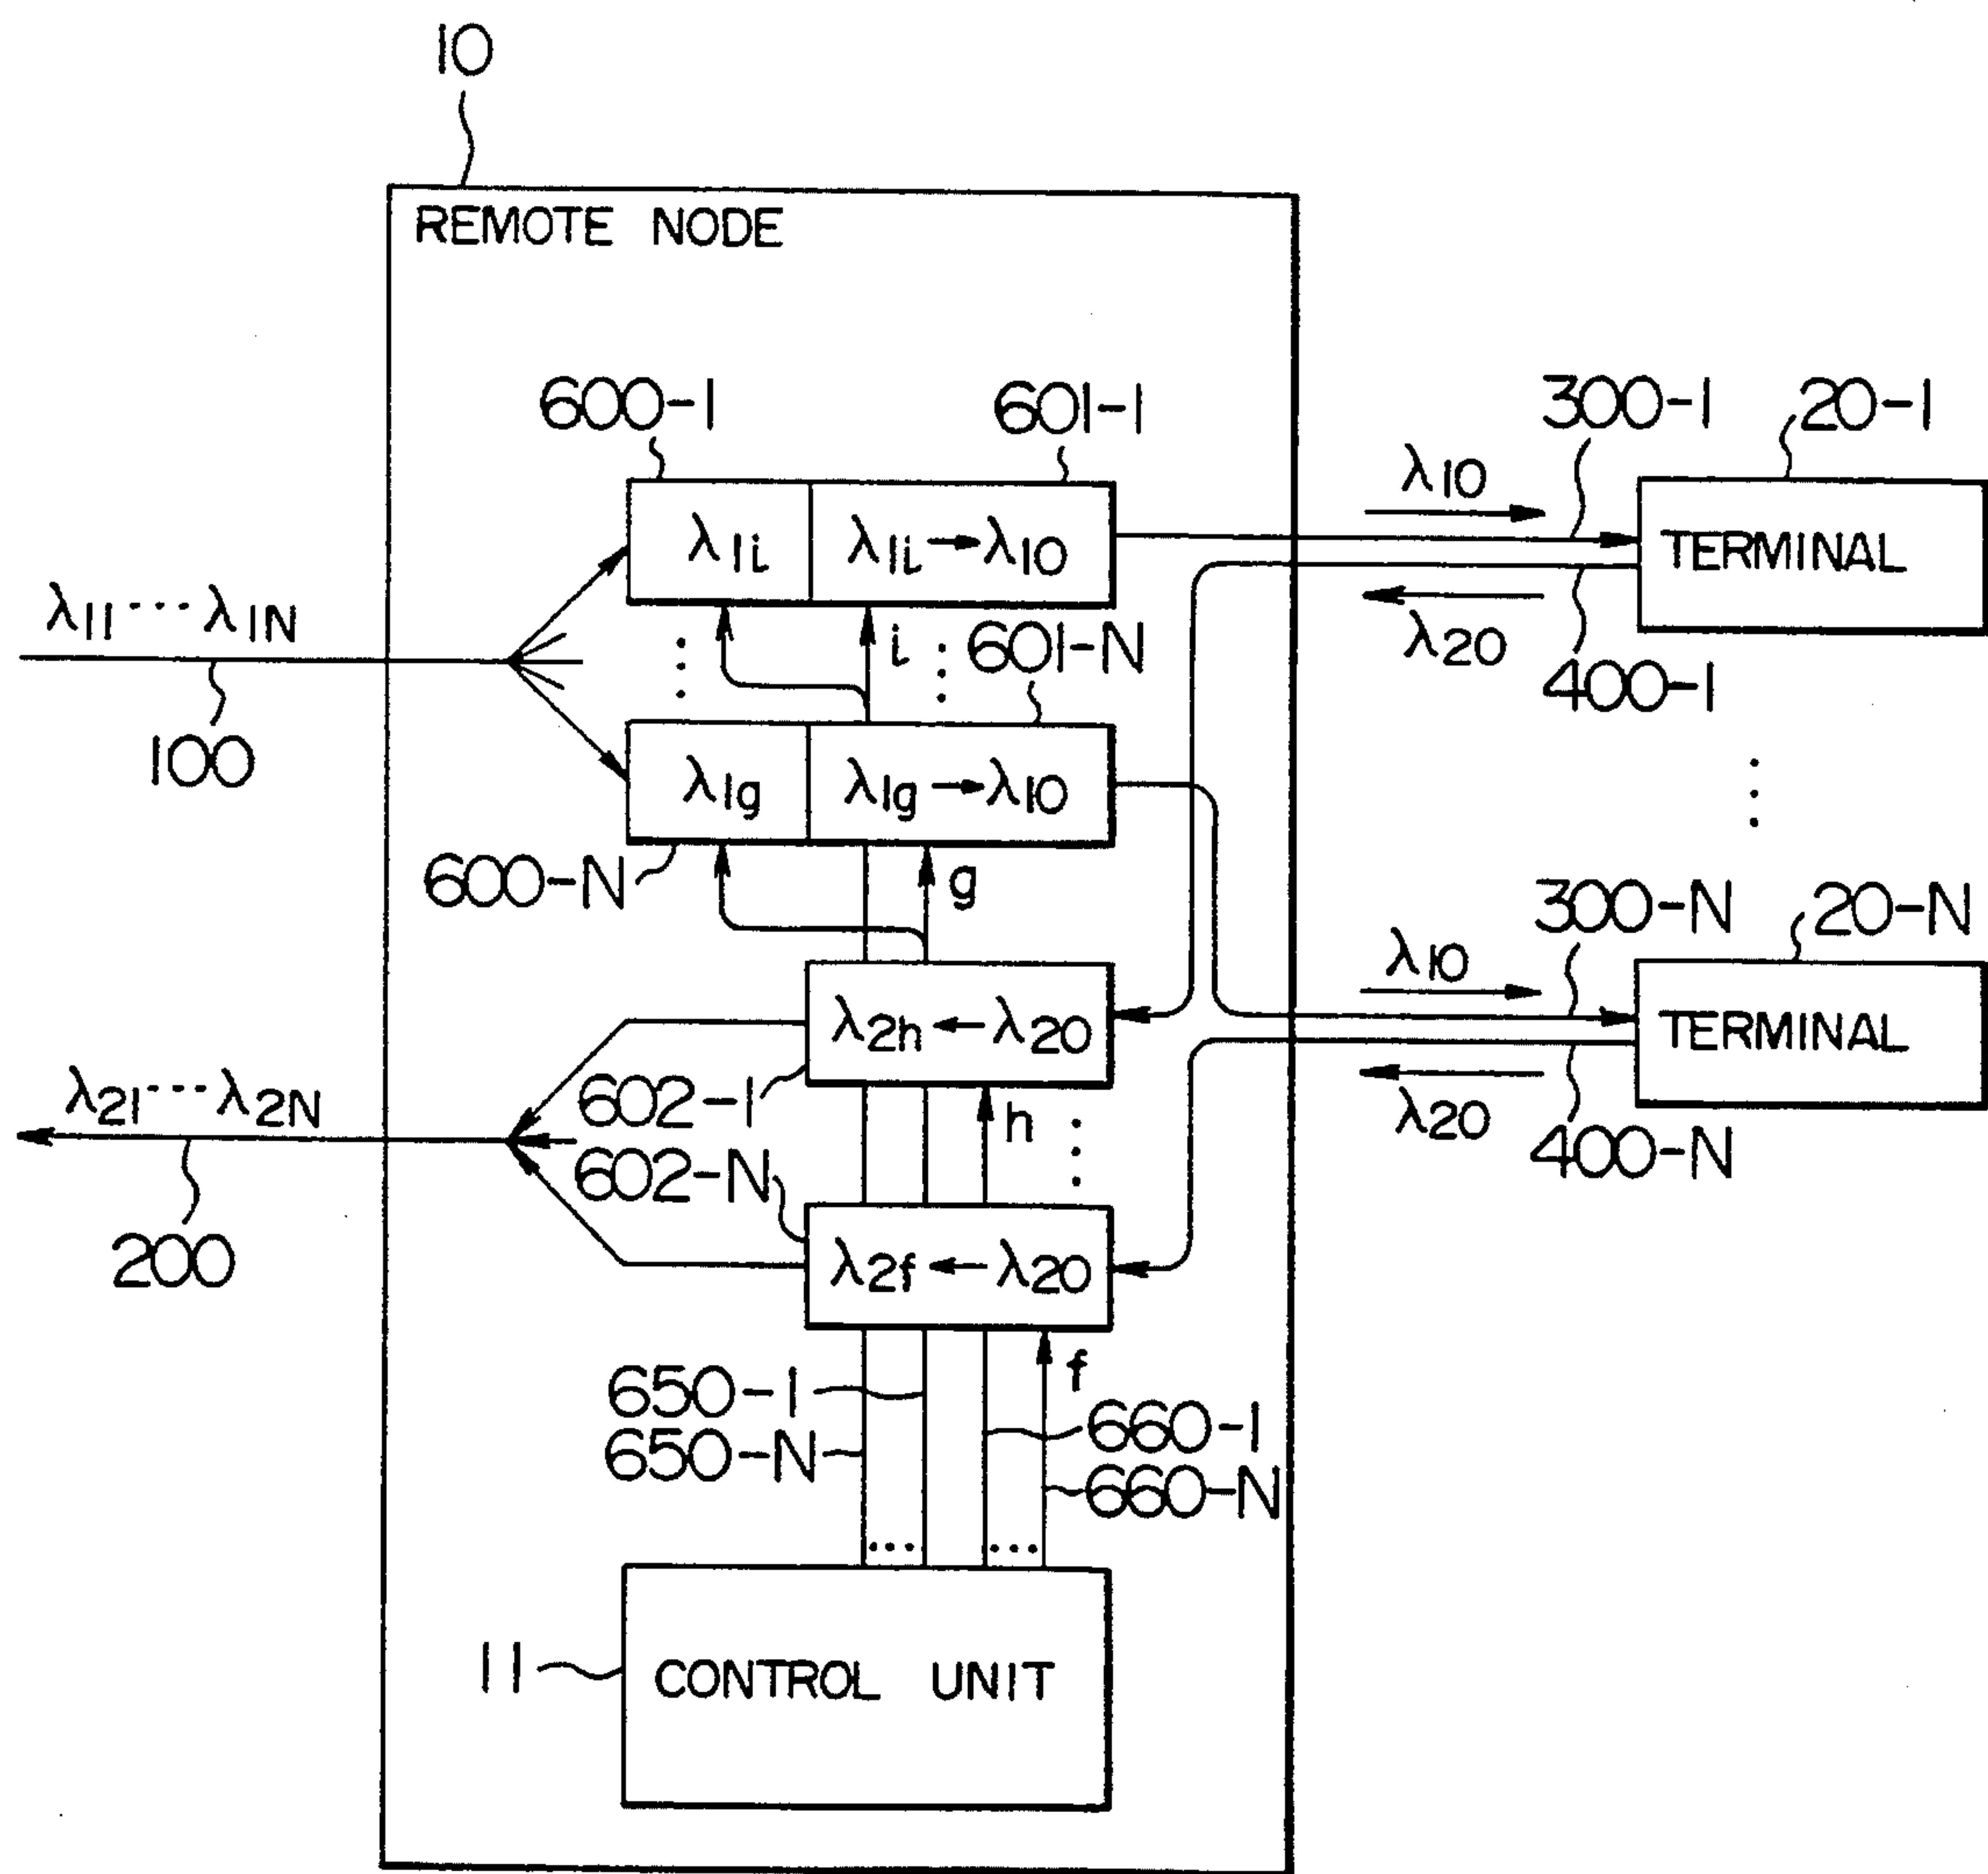 10
REMOTE NODE
600-1
601-1
300-1
20-1
λ10
λ1i
λ1i→λ10
TERMINAL
λ11···λ1N
i
601-N
λ20
400-1
100
λ1g
λ1g→λ10
600-N
g
300-N
20-N
λ10
λ2h←λ20
TERMINAL
λ21···λ2N
602-1
h
λ20
400-N
602-N
200
λ2f←λ20
650-1
f
660-1
650-N
660-N
11
CONTROL UNIT